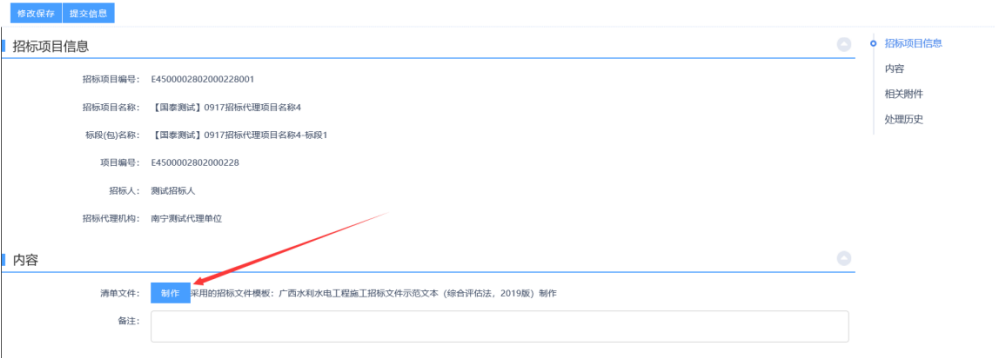 修改保存 提交信息
招标项目信息
招标项目编号： E4500002802000228001
招标项目名称： 【国泰测试】0917招标代理项目名称4
标段(包)名称： 【国泰测试】0917招标代理项目名称4-标段1
项目编号： E4500002802000228
招标人： 测试招标人
招标代理机构： 南宁测试代理单位
内容
清单文件： 制作 采用的招标文件模板：广西水利水电工程施工招标文件示范文本（综合评估法，2019版）制作
备注：
招标项目信息
内容
相关附件
处理历史